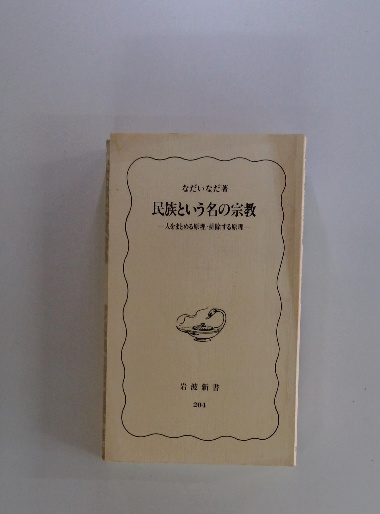 なだいなだ著
民族という名の宗教
―人をまとめる原理・排除する原理―
岩波新書
204